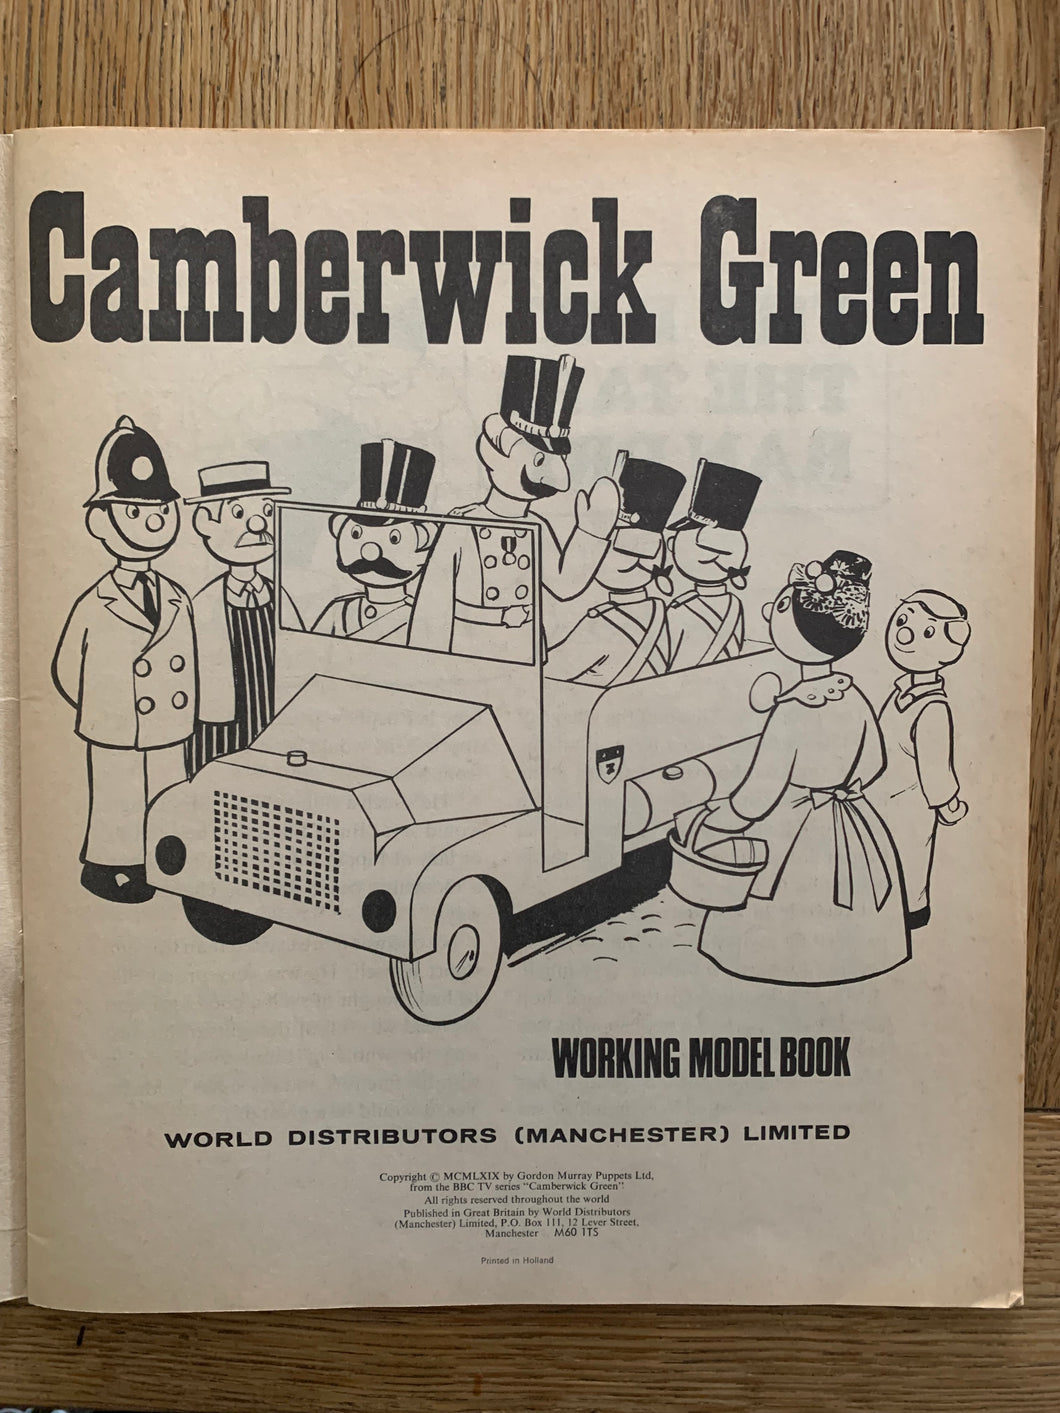 Camberwick Green
WORKING MODEL BOOK
WORLD DISTRIBUTORS (MANCHESTER) LIMITED
Copyright © MCMLXIX by Gordon Murray Puppets Ltd,
from the BBC TV series "Camberwick Green".
All rights reserved throughout the world
Published in Great Britain by World Distributors
(Manchester) Limited, P.O. Box 111, 12 Lever Street,
Manchester M60 1TS
Printed in Holland